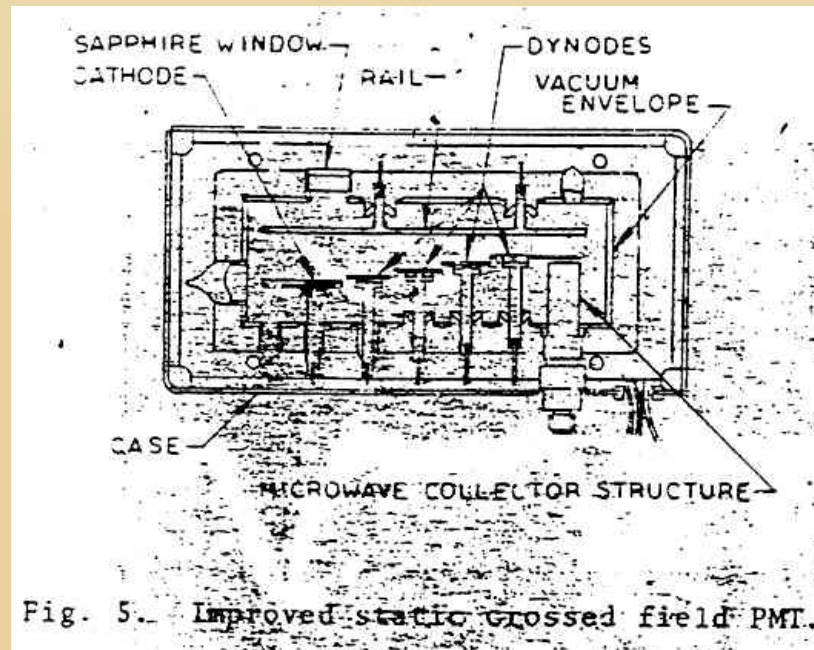 SAPPHIRE WINDOW
CATHODE
RAIL
DYNODES
VACUUM
ENVELOPE
CASE
MICROWAVE COLLECTOR STRUCTURE
Fig. 5. Improved static crossed field PMT.